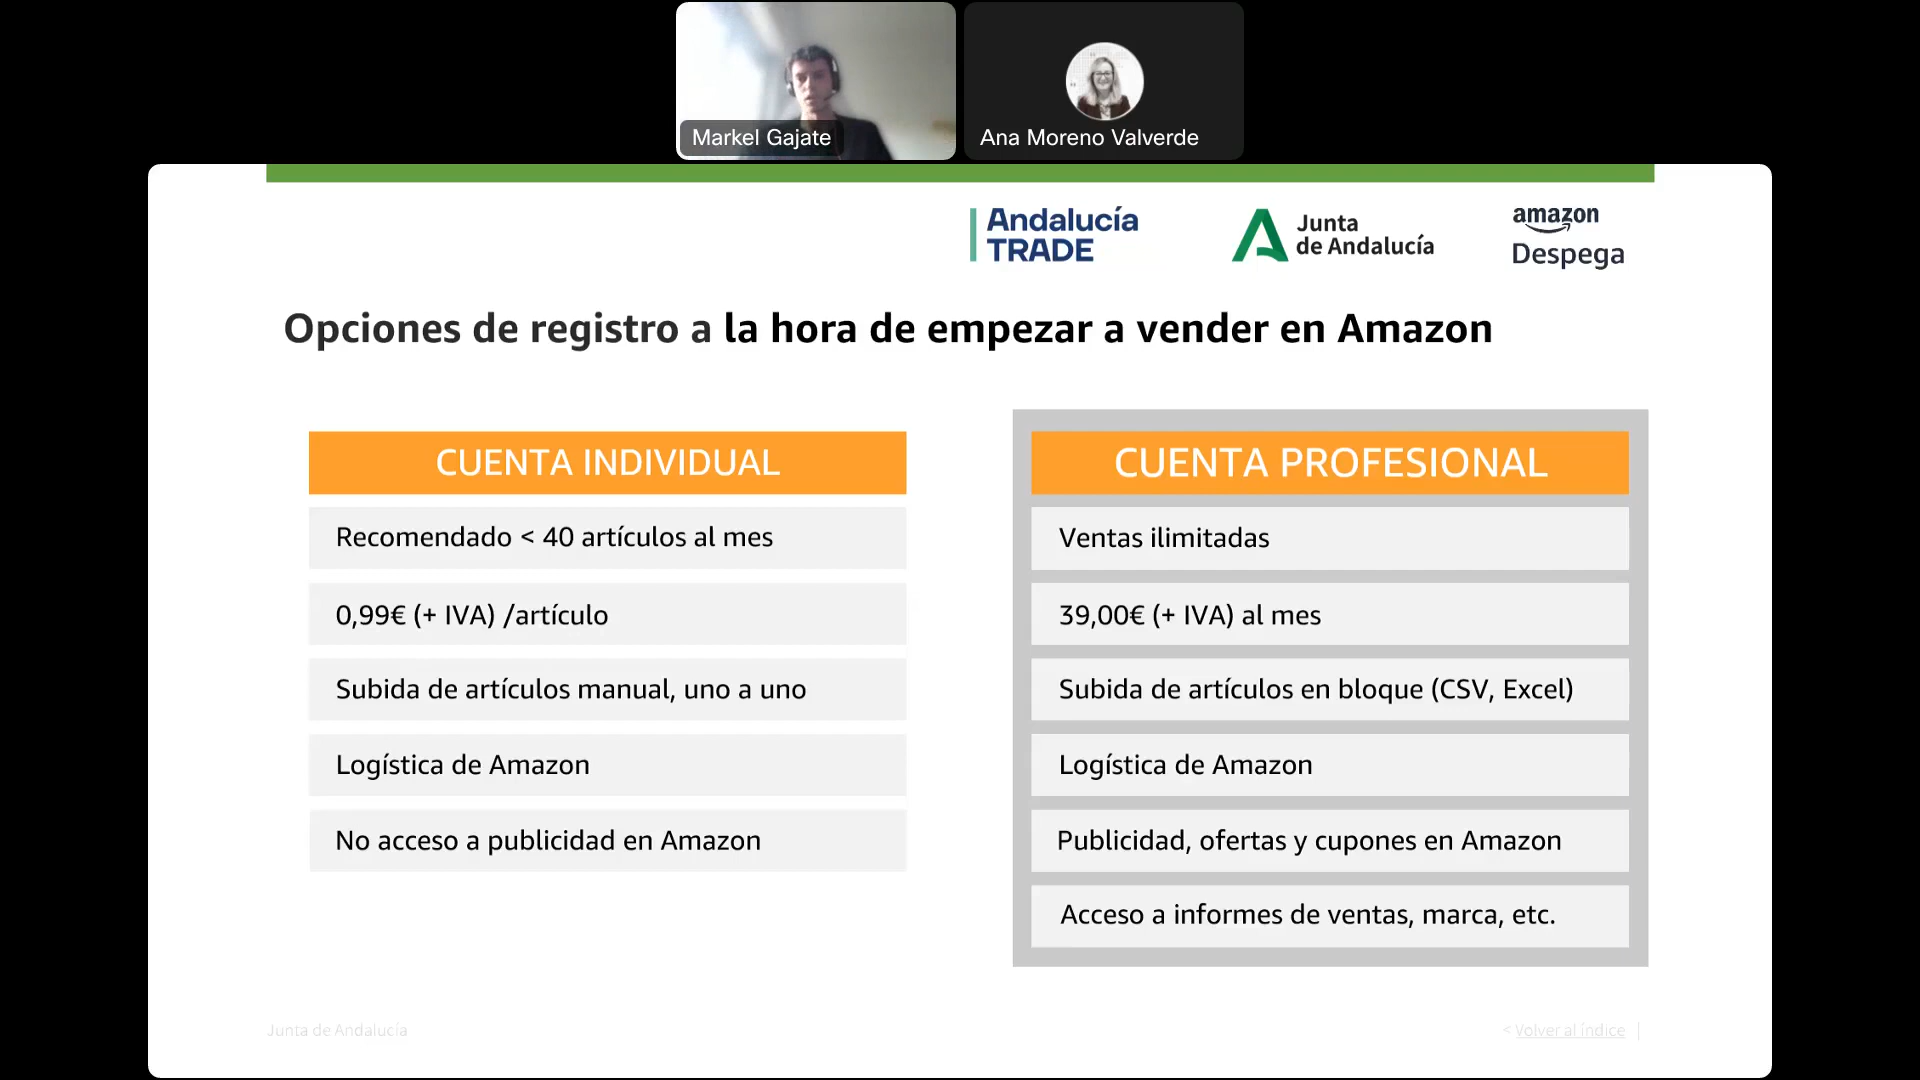 Markel Gajate
Ana Moreno Valverde
Andalucía
TRADE
Junta
de Andalucía
amazon
Despega
Opciones de registro a la hora de empezar a vender en Amazon
CUENTA INDIVIDUAL
Recomendado < 40 artículos al mes
0,99€ (+ IVA) /artículo
Subida de artículos manual, uno a uno
Logística de Amazon
No acceso a publicidad en Amazon
CUENTA PROFESIONAL
Ventas ilimitadas
39,00€ (+ IVA) al mes
Subida de artículos en bloque (CSV, Excel)
Logística de Amazon
Publicidad, ofertas y cupones en Amazon
Acceso a informes de ventas, marca, etc.
Junta de Andalucía
< Volver al índice |